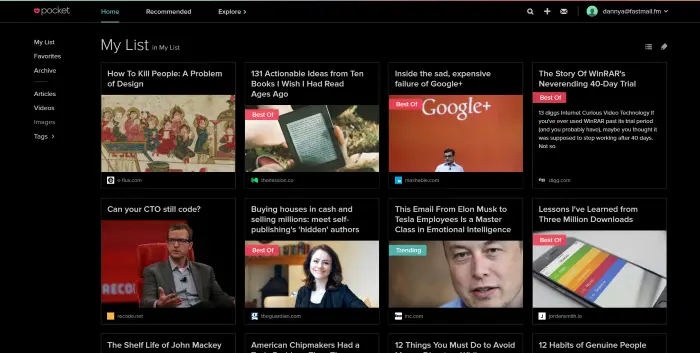 pocket
Home
Recommended
Explore >
dannya@fastmail.fm
My List
Favorites
Archive
Articles
Videos
Images
Tags >
My List in My List
How To Kill People: A Problem
of Design
e-flux.com
131 Actionable Ideas from Ten
Books I Wish I Had Read
Ages Ago
Best Of
themission.co
Inside the sad, expensive
failure of Google+
Best Of
Google+
mashable.com
The Story Of WinRAR's
Neverending 40-Day Trial
Best Of
13 diggs Internet Curious Video Technology If
you've ever used WinRAR past its trial period
(and you probably have), maybe you thought it
was supposed to stop working after 40 days.
Not so.
digg.com
Can your CTO still code?
RECODE
recode.net
Buying houses in cash and
selling millions: meet self-
publishing's 'hidden' authors
Best Of
theguardian.com
This Email From Elon Musk to
Tesla Employees Is a Master
Class in Emotional Intelligence
Trending
inc.com
Lessons I've Learned from
Three Million Downloads
Best Of
jordansmith.io
The Shelf Life of John Mackey
American Chipmakers Had a
12 Things You Must do to Avoid
12 Habits of Genuine People